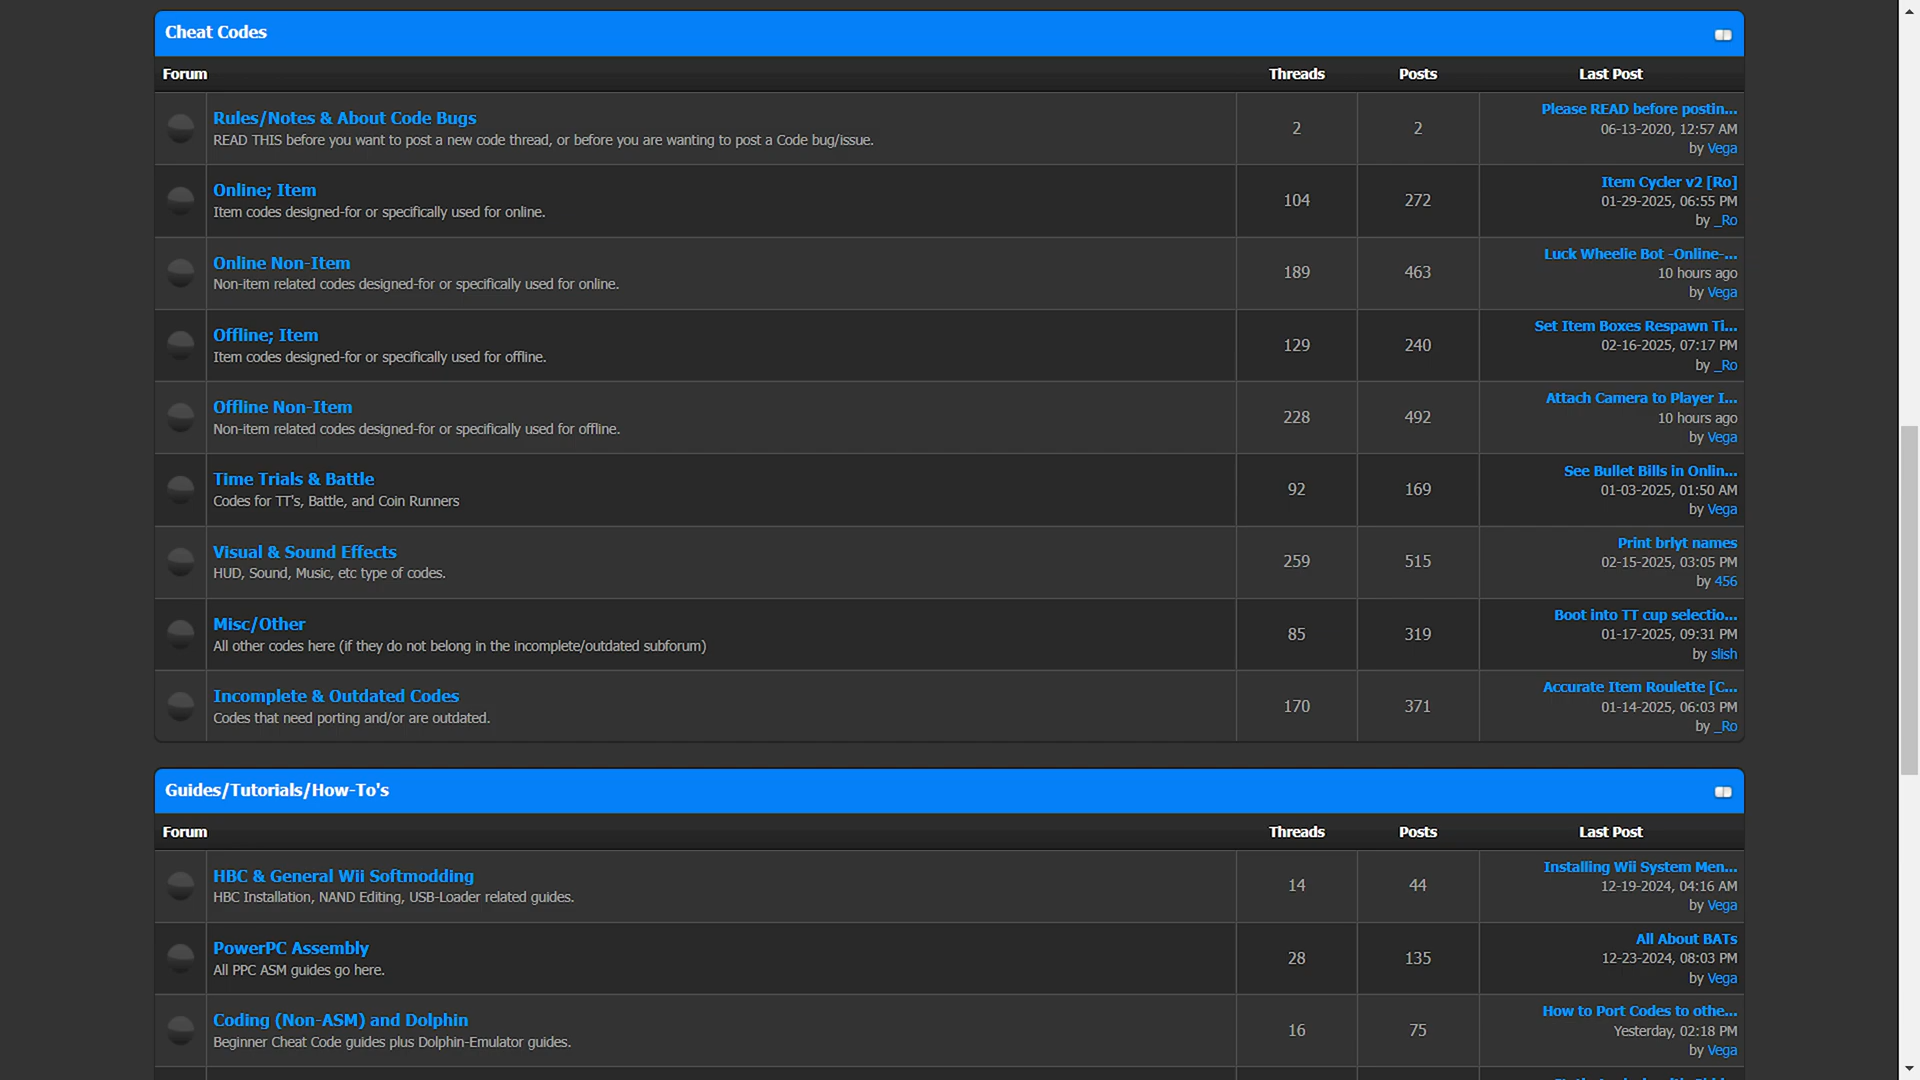 Cheat Codes
Forum Threads Posts Last Post
Rules/Notes & About Code Bugs
READ THIS before you want to post a new code thread, or before you are wanting to post a Code bug/issue.
2 2
Please READ before postin...
06-13-2020, 12:57 AM
by Vega
Online; Item
Item codes designed-for or specifically used for online.
104 272
Item Cycler v2 [Ro]
01-29-2025, 06:55 PM
by _Ro
Online Non-Item
Non-item related codes designed-for or specifically used for online.
189 463
Luck Wheelie Bot -Online-...
10 hours ago
by Vega
Offline; Item
Item codes designed-for or specifically used for offline.
129 240
Set Item Boxes Respawn Ti...
02-16-2025, 07:17 PM
by _Ro
Offline Non-Item
Non-item related codes designed-for or specifically used for offline.
228 492
Attach Camera to Player I...
10 hours ago
by Vega
Time Trials & Battle
Codes for TT's, Battle, and Coin Runners
92 169
See Bullet Bills in Onlin...
01-03-2025, 01:50 AM
by Vega
Visual & Sound Effects
HUD, Sound, Music, etc type of codes.
259 515
Print brlyt names
02-15-2025, 03:05 PM
by 456
Misc/Other
All other codes here (if they do not belong in the incomplete/outdated subforum)
85 319
Boot into TT cup selectio...
01-17-2025, 09:31 PM
by slish
Incomplete & Outdated Codes
Codes that need porting and/or are outdated.
170 371
Accurate Item Roulette [C...
01-14-2025, 06:03 PM
by _Ro
Guides/Tutorials/How-To's
Forum Threads Posts Last Post
HBC & General Wii Softmodding
HBC Installation, NAND Editing, USB-Loader related guides.
14 44
Installing Wii System Men...
12-19-2024, 04:16 AM
by Vega
PowerPC Assembly
All PPC ASM guides go here.
28 135
All About BATs
12-23-2024, 08:03 PM
by Vega
Coding (Non-ASM) and Dolphin
Beginner Cheat Code guides plus Dolphin-Emulator guides.
16 75
How to Port Codes to othe...
Yesterday, 02:18 PM
by Vega